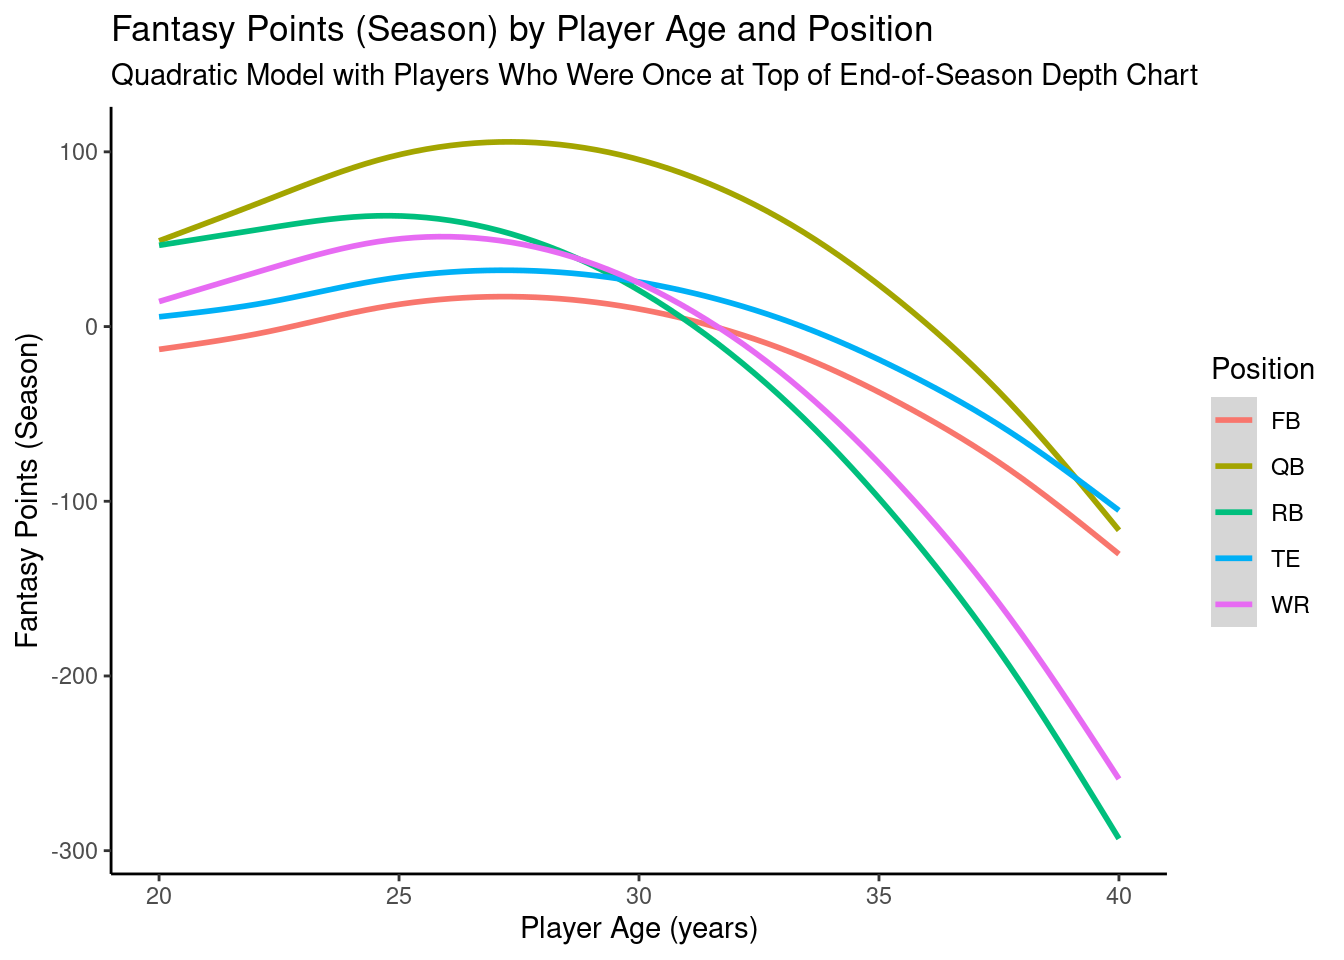 Fantasy Points (Season) by Player Age and Position
Quadratic Model with Players Who Were Once at Top of End-of-Season Depth Chart
Fantasy Points (Season)
100
0
-100
-200
-300
20
25
30
35
40
Player Age (years)
Position
FB
QB
RB
TE
WR